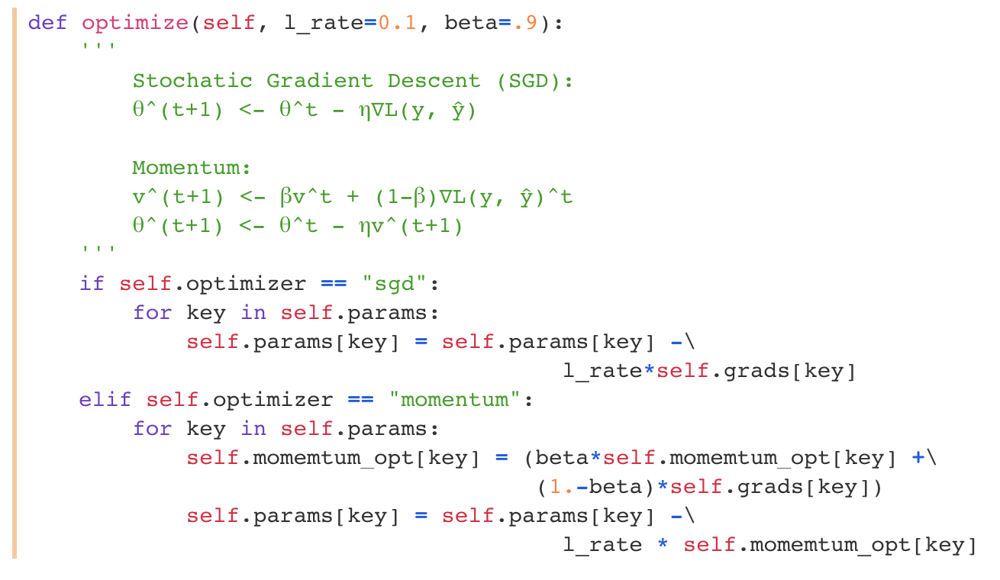 def optimize(self, l_rate=0.1, beta=.9):
    '''
        Stochatic Gradient Descent (SGD):
        θ^(t+1) <- θ^t - η∇L(y, ŷ)

        Momentum:
        v^(t+1) <- βv^t + (1-β)∇L(y, ŷ)^t
        θ^(t+1) <- θ^t - ηv^(t+1)
    '''
    if self.optimizer == "sgd":
        for key in self.params:
            self.params[key] = self.params[key] -\
                                        l_rate*self.grads[key]
    elif self.optimizer == "momentum":
        for key in self.params:
            self.momemtum_opt[key] = (beta*self.momemtum_opt[key] +\
                                      (1.-beta)*self.grads[key])
            self.params[key] = self.params[key] -\
                                        l_rate * self.momemtum_opt[key]